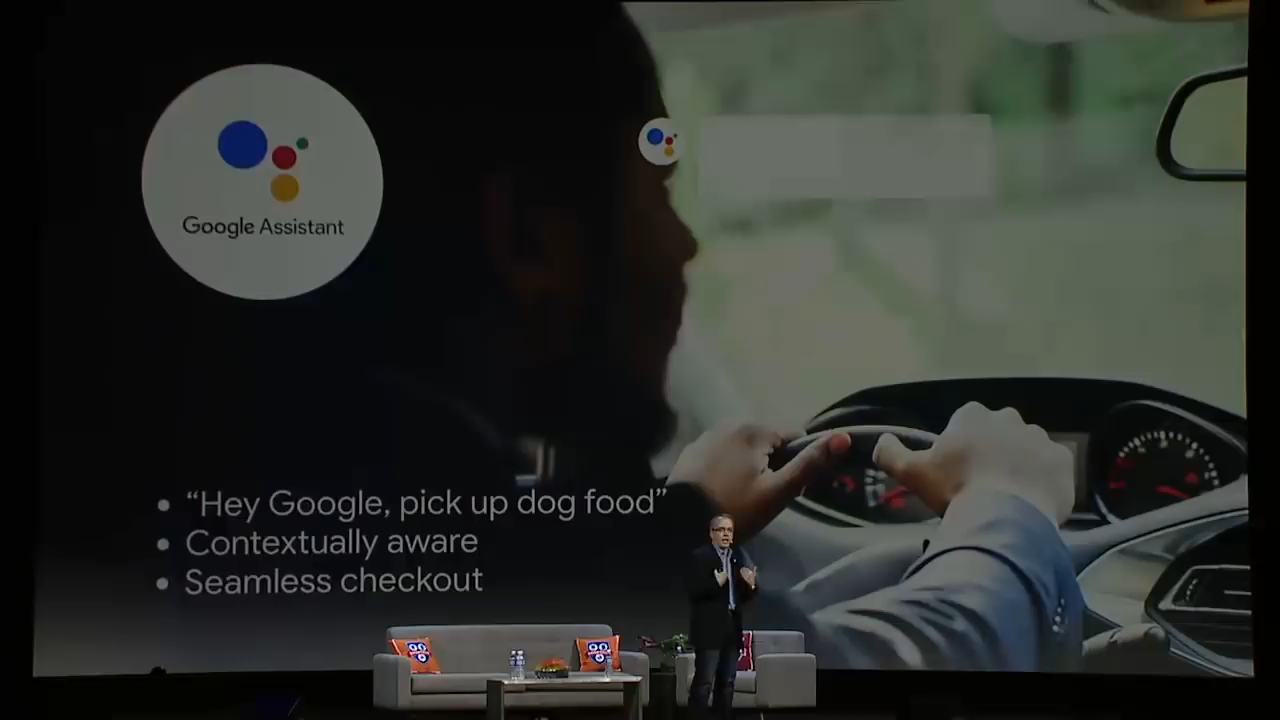 Google Assistant
• “Hey Google, pick up dog food”
• Contextually aware
• Seamless checkout